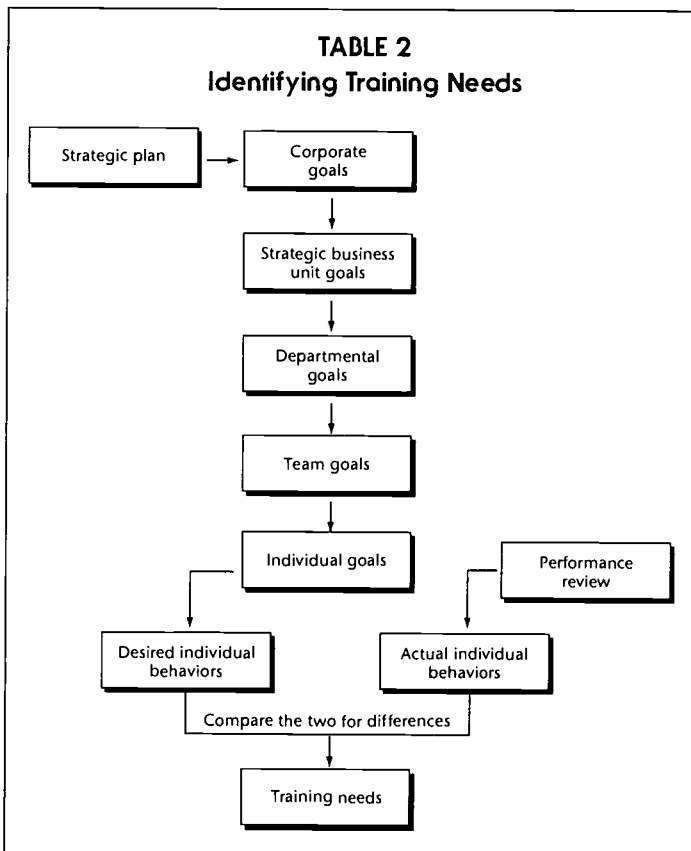 TABLE 2
Identifying Training Needs
Strategic plan
Corporate
goals
Strategic business
unit goals
Departmental
goals
Team goals
Individual goals
Performance
review
Desired individual
behaviors
Actual individual
behaviors
Compare the two for differences
Training needs